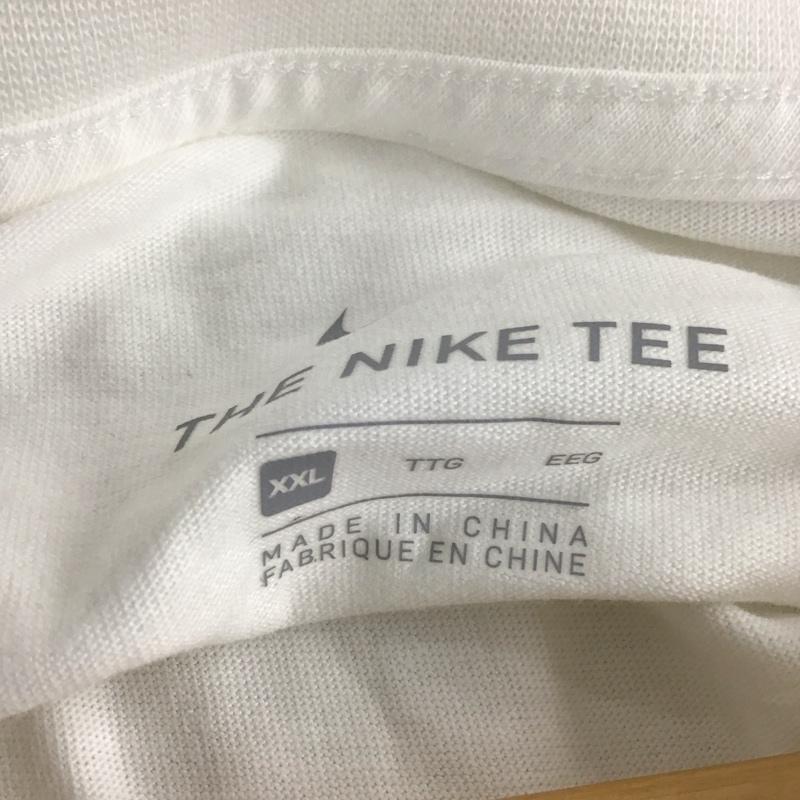 THE NIKE TEE
XXL TTG EEG
MADE IN CHINA
FABRIQUE EN CHINE